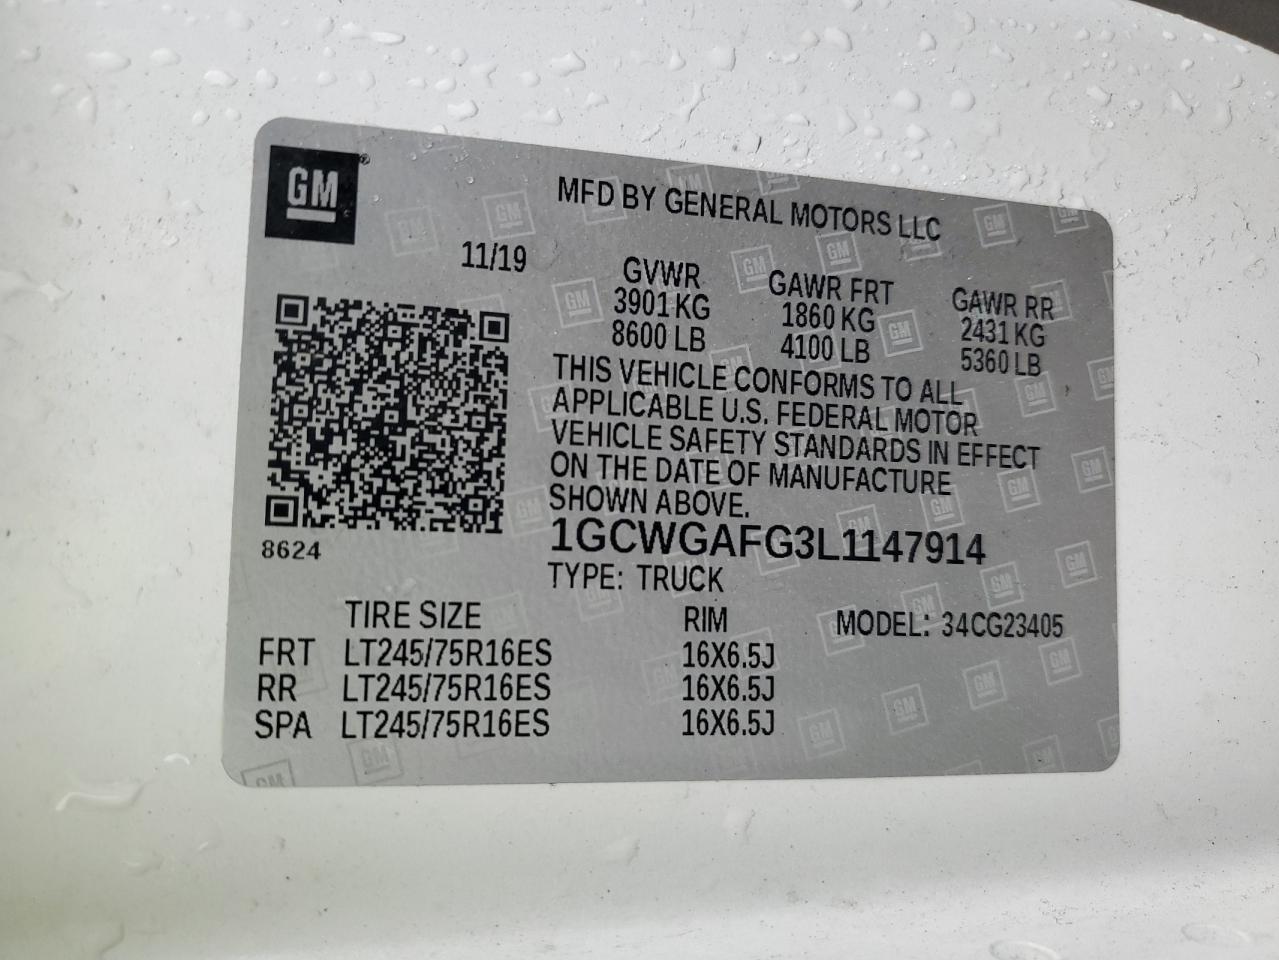 GM
MFD BY GENERAL MOTORS LLC
11/19
GVWR GAWR FRT GAWR RR
3901 KG 1860 KG 2431 KG
8600 LB 4100 LB 5360 LB
THIS VEHICLE CONFORMS TO ALL
APPLICABLE U.S. FEDERAL MOTOR
VEHICLE SAFETY STANDARDS IN EFFECT
ON THE DATE OF MANUFACTURE
SHOWN ABOVE.
8624
1GCWGAFG3L1147914
TYPE: TRUCK
TIRE SIZE RIM MODEL: 34CG23405
FRT LT245/75R16ES 16X6.5J
RR LT245/75R16ES 16X6.5J
SPA LT245/75R16ES 16X6.5J